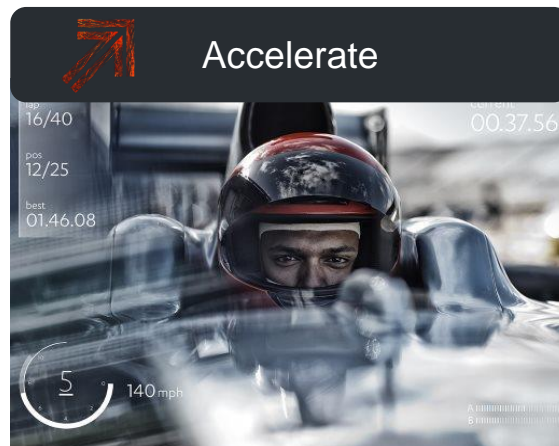 Accelerate
lap
16/40
current
00.37.56
pos
12/25
best
01.46.08
5
140 mph
A
B